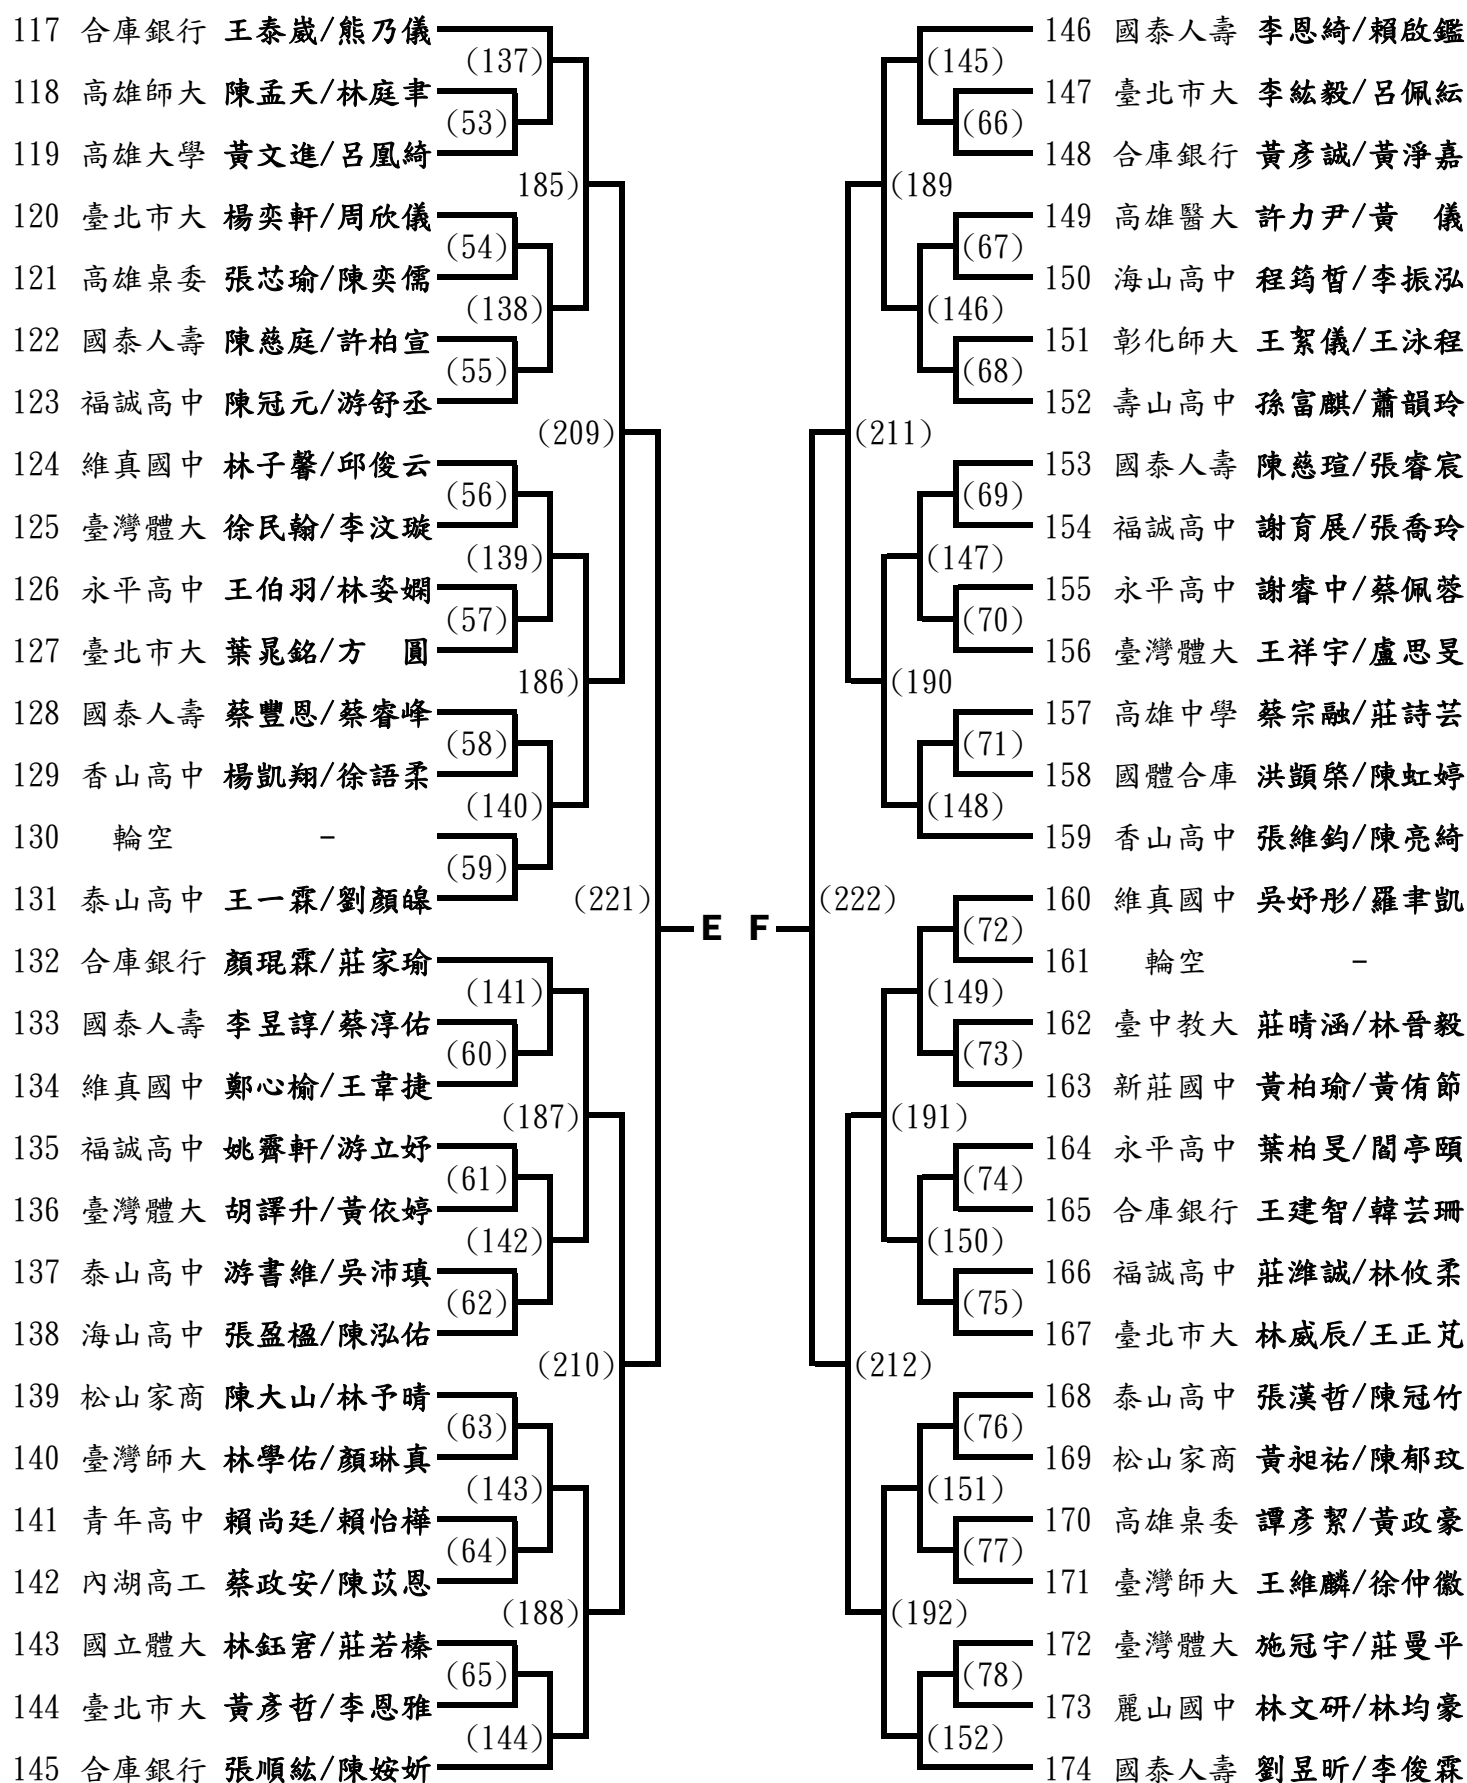 117 合庫銀行 王泰崴/熊乃儀
(137)
118 高雄師大 陳孟天/林庭聿
(53)
119 高雄大學 黃文進/呂凰綺
185)
120 臺北市大 楊奕軒/周欣儀
(54)
121 高雄桌委 張芯瑜/陳奕儒
(138)
122 國泰人壽 陳慈庭/許柏宣
(55)
123 福誠高中 陳冠元/游舒丞
(209)
124 維真國中 林子馨/邱俊云
(56)
125 臺灣體大 徐民翰/李汶璇
(139)
126 永平高中 王伯羽/林姿嫻
(57)
127 臺北市大 葉晁銘/方 圓
186)
128 國泰人壽 蔡豐恩/蔡睿峰
(58)
129 香山高中 楊凱翔/徐語柔
(140)
130 輪空 -
(59)
131 泰山高中 王一霖/劉顏皞
(221)
E
132 合庫銀行 顏琨霖/莊家瑜
(141)
133 國泰人壽 李昱諄/蔡淳佑
(60)
134 維真國中 鄭心榆/王韋捷
(187)
135 福誠高中 姚霽軒/游立妤
(61)
136 臺灣體大 胡譯升/黃依婷
(142)
137 泰山高中 游書維/吳沛瑱
(62)
138 海山高中 張盈楹/陳泓佑
(210)
139 松山家商 陳大山/林予晴
(63)
140 臺灣師大 林學佑/顏琳真
(143)
141 青年高中 賴尚廷/賴怡樺
(64)
142 內湖高工 蔡政安/陳苡恩
(188)
143 國立體大 林鈺宭/莊若榛
(65)
144 臺北市大 黃彥哲/李恩雅
(144)
145 合庫銀行 張順紘/陳姲妡
146 國泰人壽 李恩綺/賴啟鑑
(145)
147 臺北市大 李紘毅/呂佩紜
(66)
148 合庫銀行 黃彥誠/黃淨嘉
(189
149 高雄醫大 許力尹/黃 儀
(67)
150 海山高中 程筠皙/李振泓
(146)
151 彰化師大 王絮儀/王泳程
(68)
152 壽山高中 孫富麒/蕭韻玲
(211)
153 國泰人壽 陳慈瑄/張睿宸
(69)
154 福誠高中 謝育展/張喬玲
(147)
155 永平高中 謝睿中/蔡佩蓉
(70)
156 臺灣體大 王祥宇/盧思旻
(190
157 高雄中學 蔡宗融/莊詩芸
(71)
158 國體合庫 洪顗棨/陳虹婷
(148)
159 香山高中 張維鈞/陳亮綺
(222)
F
160 維真國中 吳妤彤/羅聿凱
(72)
161 輪空 -
(149)
162 臺中教大 莊晴涵/林晉毅
(73)
163 新莊國中 黃柏瑜/黃侑節
(191)
164 永平高中 葉柏旻/閻亭頤
(74)
165 合庫銀行 王建智/韓芸珊
(150)
166 福誠高中 莊濰誠/林攸柔
(75)
167 臺北市大 林威辰/王正芃
(212)
168 泰山高中 張漢哲/陳冠竹
(76)
169 松山家商 黃昶祐/陳郁玟
(151)
170 高雄桌委 譚彥絜/黃政豪
(77)
171 臺灣師大 王維麟/徐仲徽
(192)
172 臺灣體大 施冠宇/莊曼平
(78)
173 麗山國中 林文研/林均豪
(152)
174 國泰人壽 劉昱昕/李俊霖